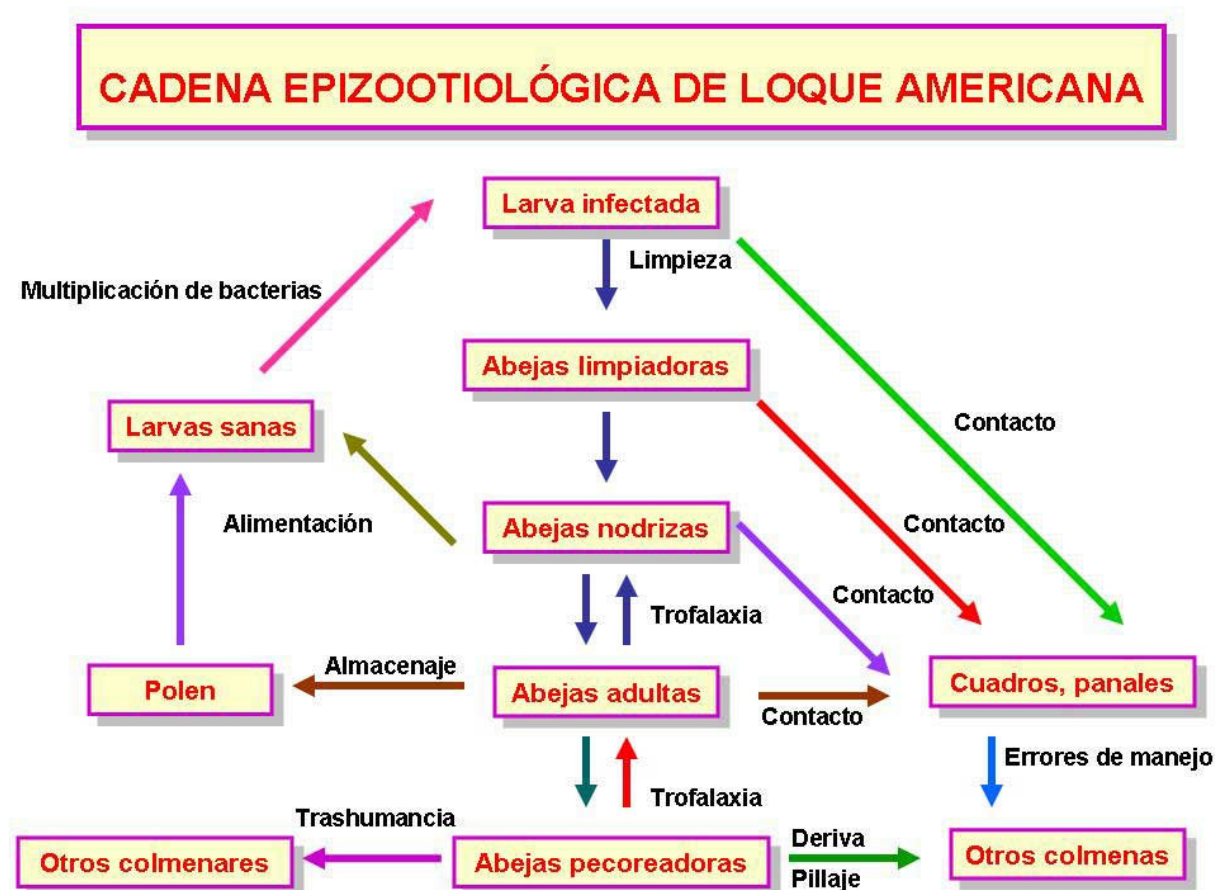 CADENA EPIZOOTIOLÓGICA DE LOQUE AMERICANA
Larva infectada
Limpieza
Multiplicación de bacterias
Abejas limpiadoras
Contacto
Larvas sanas
Alimentación
Abejas nodrizas
Contacto
Contacto
Trofalaxia
Almacenaje
Polen
Abejas adultas
Contacto
Cuadros, panales
Errores de manejo
Trofalaxia
Trashumancia
Otros colmenares
Abejas pecoreadoras
Deriva
Pillaje
Otros colmenas